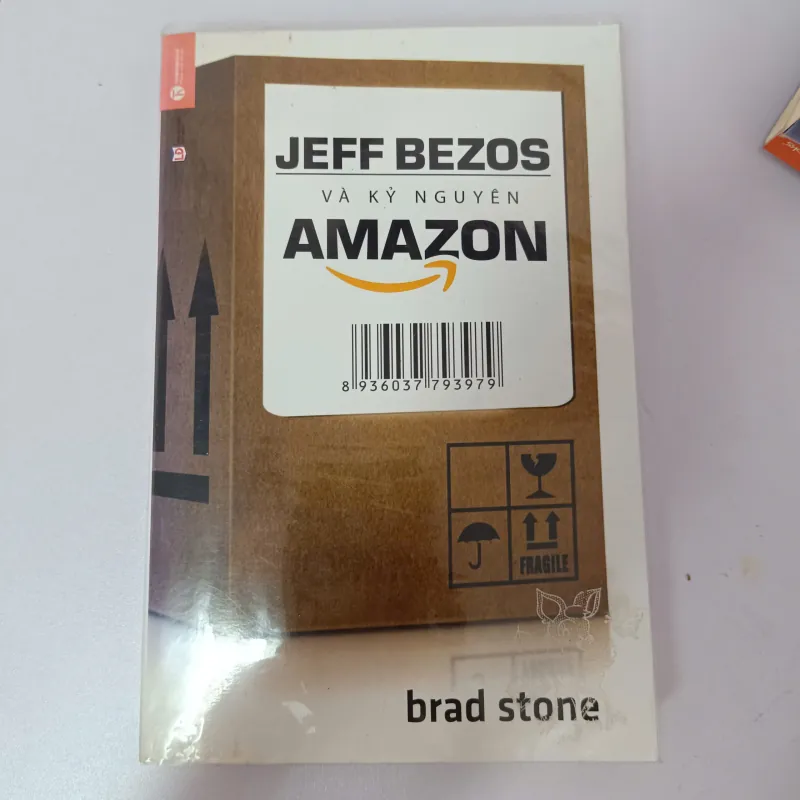 JEFF BEZOS
VÀ KỶ NGUYÊN
AMAZON
8 936037 793979
FRAGILE
brad stone